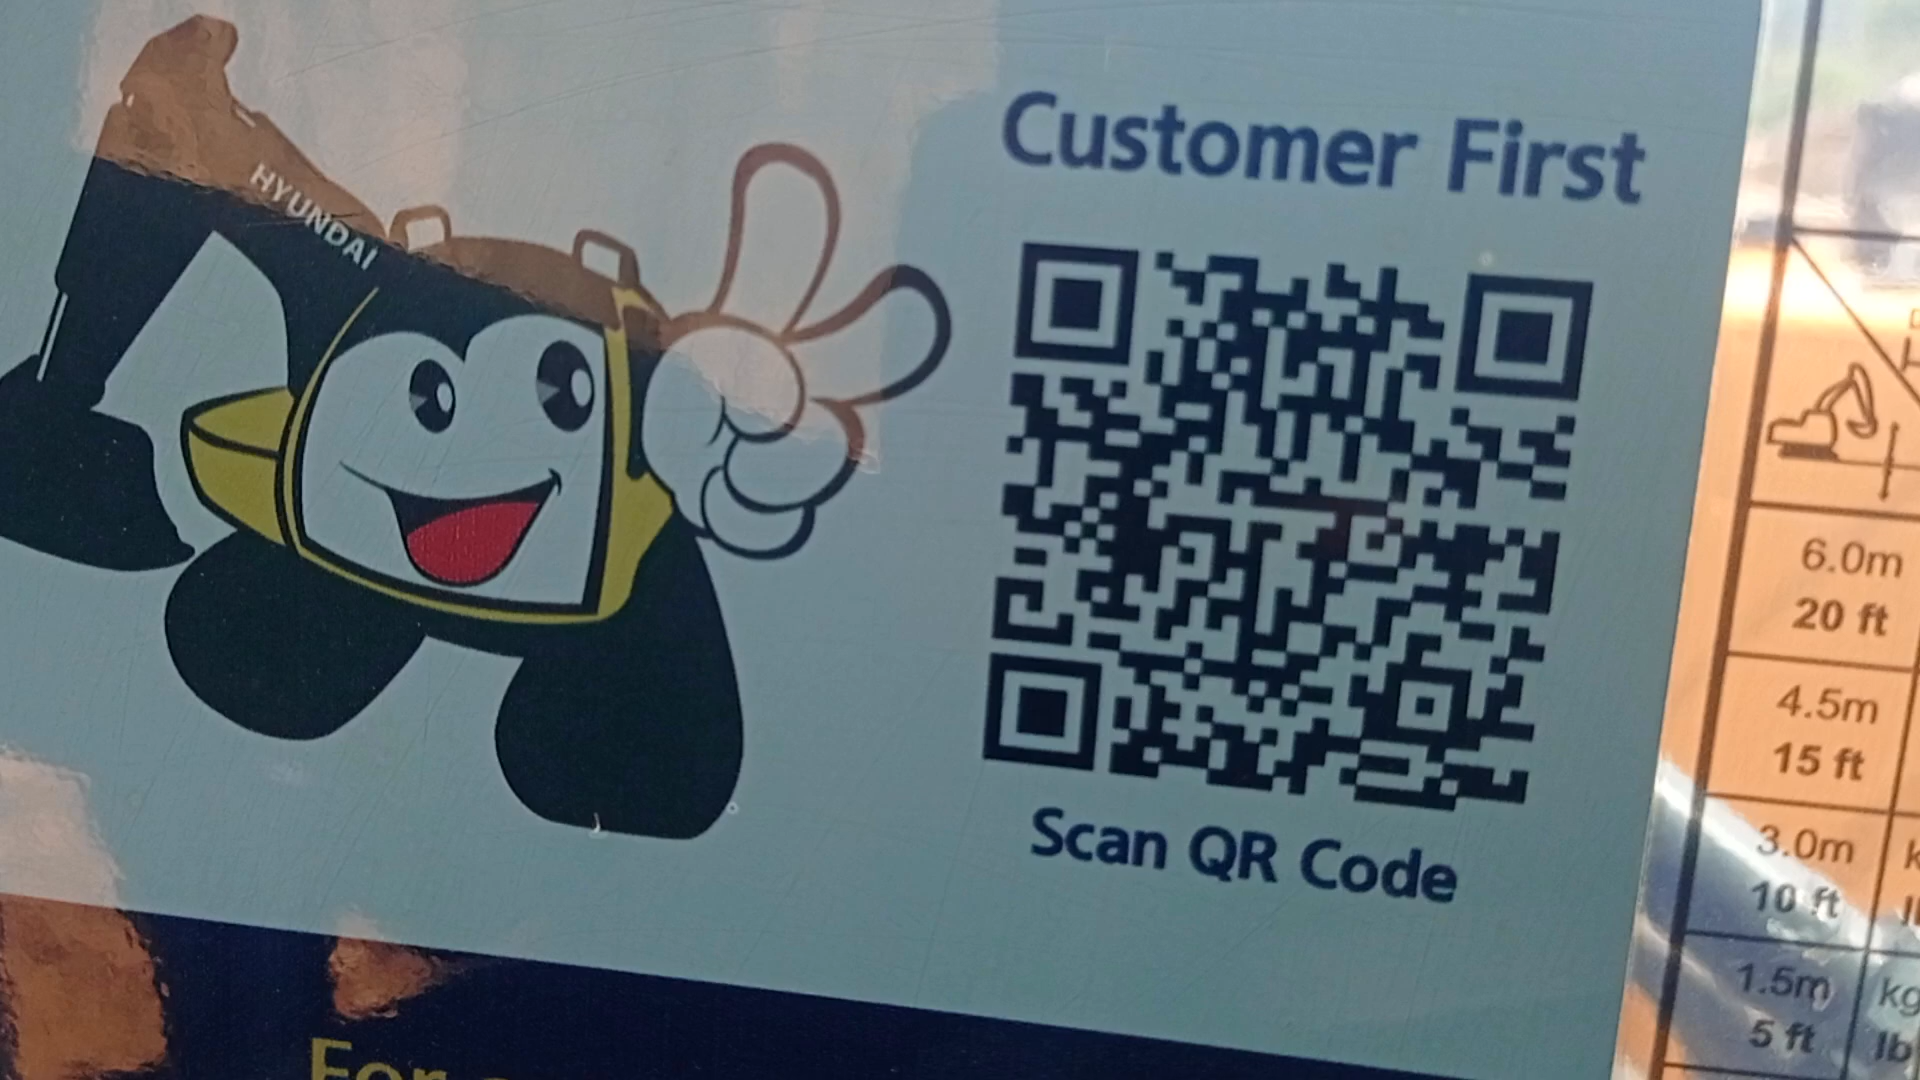 HYUNDAI
Customer First
Scan QR Code
For
6.0m
20 ft
4.5m
15 ft
3.0m
10 ft
1.5m kg
5 ft lb